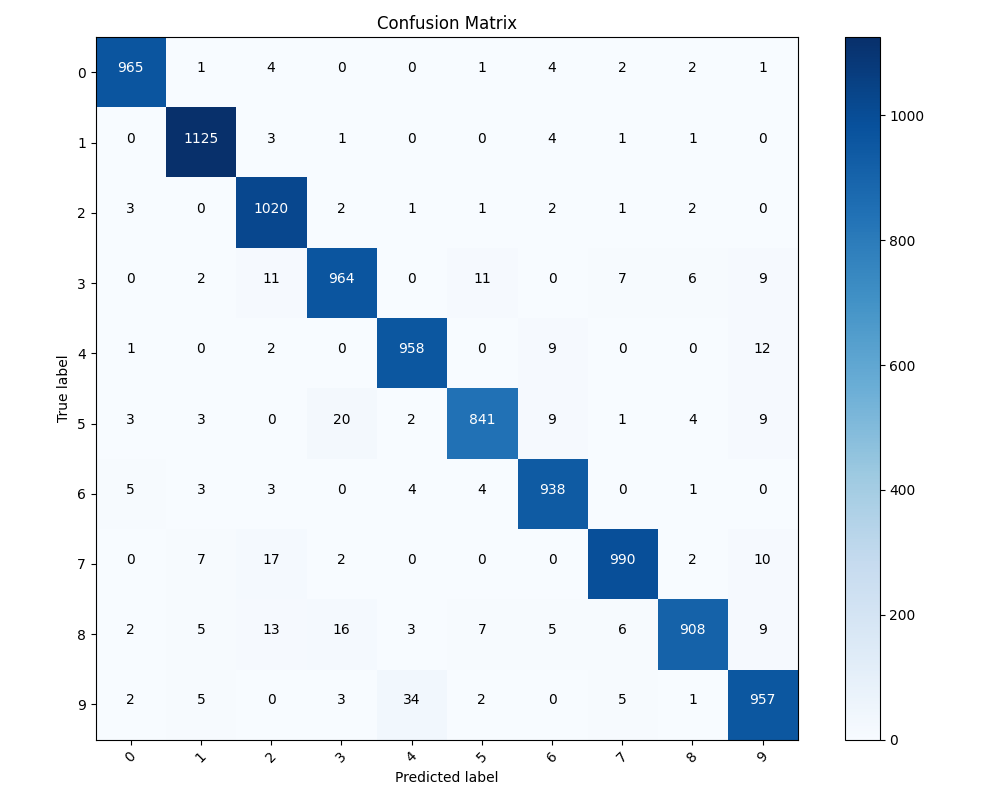 Confusion Matrix
0 965 1 4 0 0 1 4 2 2 1
1 0 1125 3 1 0 0 4 1 1 0
2 3 0 1020 2 1 1 2 1 2 0
3 0 2 11 964 0 11 0 7 6 9
4 1 0 2 0 958 0 9 0 0 12
5 3 3 0 20 2 841 9 1 4 9
6 5 3 3 0 4 4 938 0 1 0
7 0 7 17 2 0 0 0 990 2 10
8 2 5 13 16 3 7 5 6 908 9
9 2 5 0 3 34 2 0 5 1 957
0 1 2 3 4 5 6 7 8 9
True label
Predicted label
1000
800
600
400
200
0